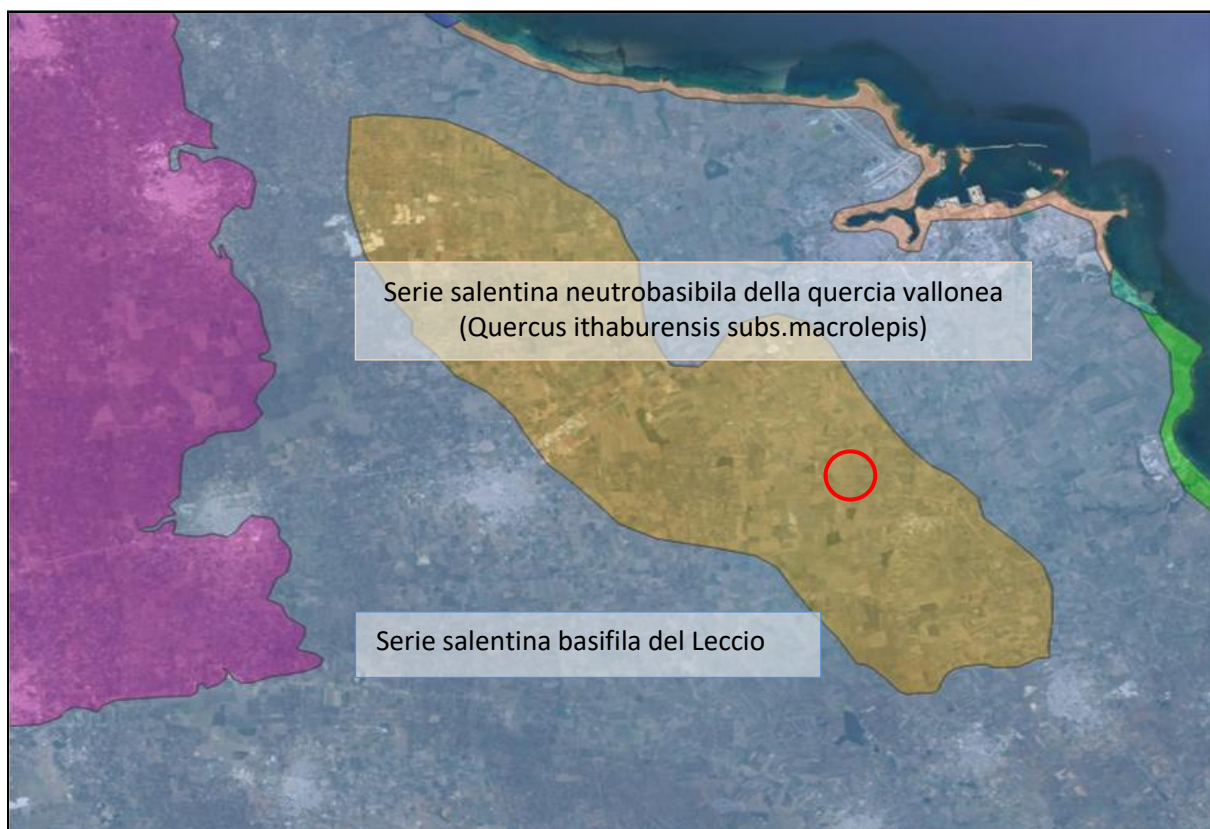 Serie salentina neutrobasibila della quercia vallonea
(Quercus ithaburensis subs.macrolepis)
Serie salentina basifila del Leccio